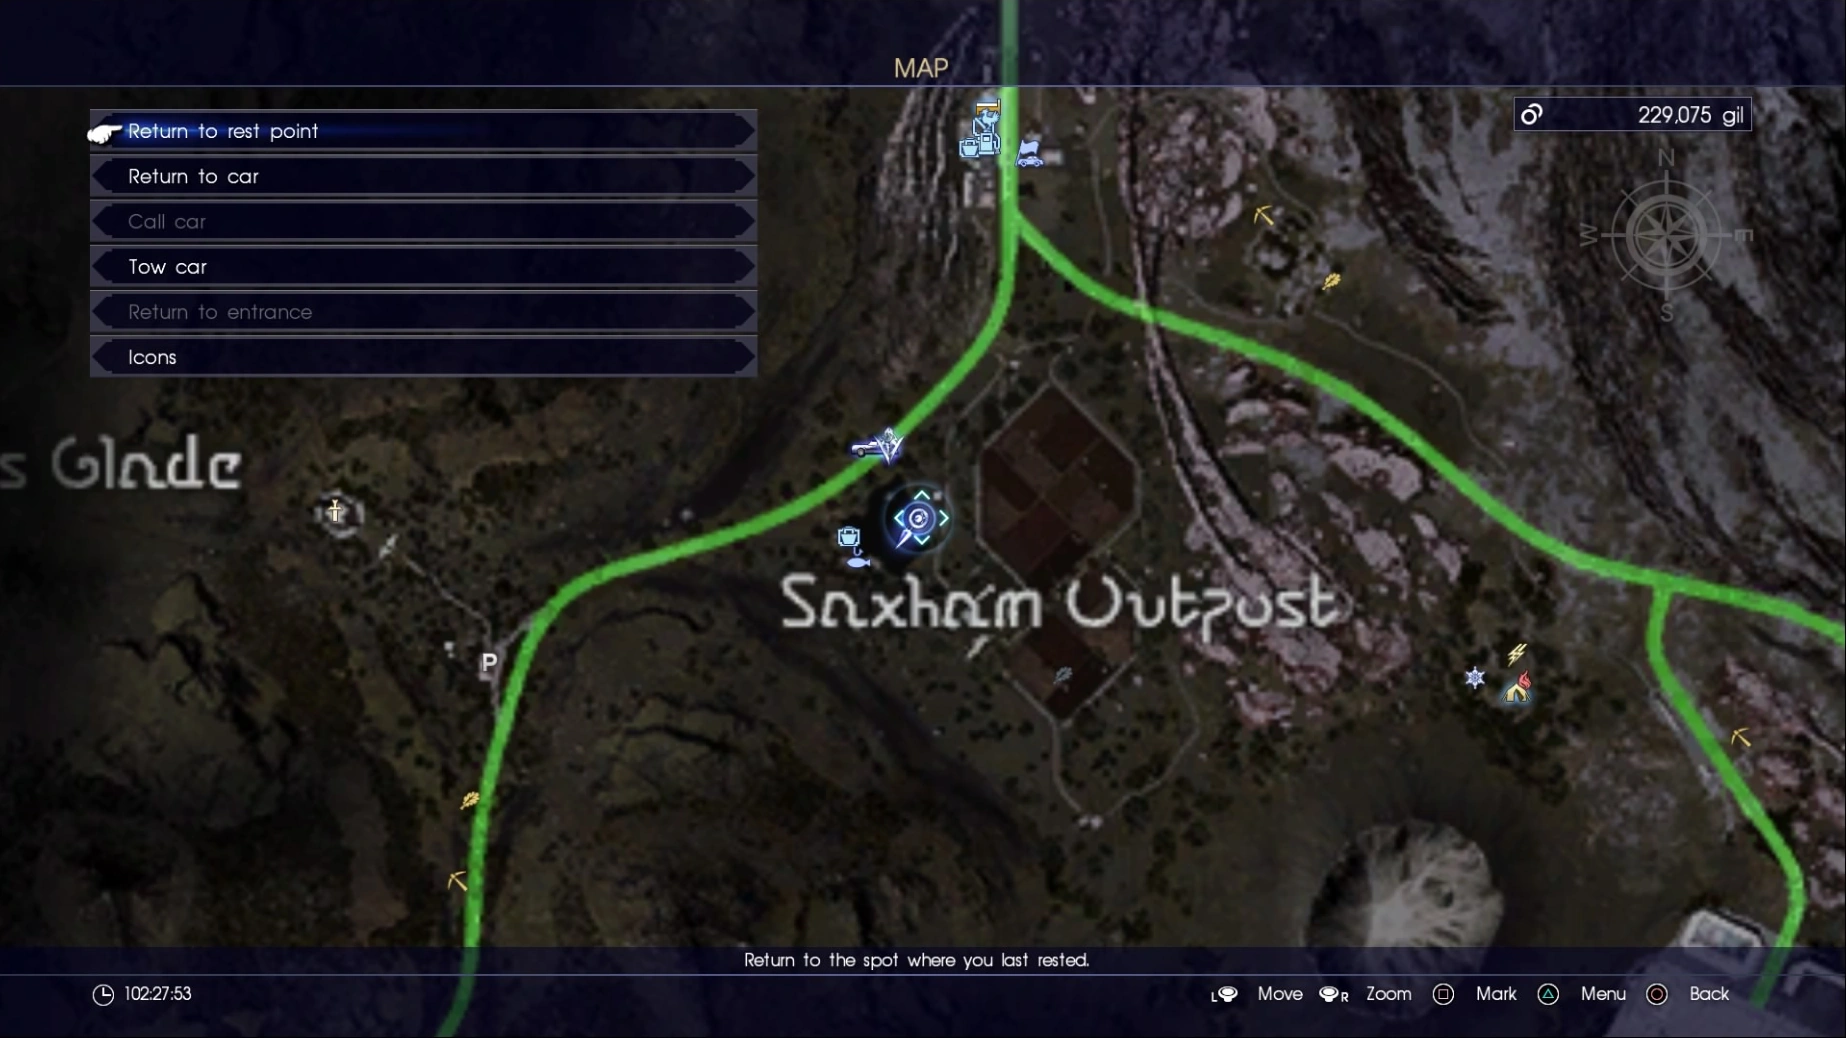 MAP
Return to rest point
Return to car
Call car
Tow car
Return to entrance
Icons
229,075 gil
N
W
E
S
s Glade
Saxham Outpost
P
Return to the spot where you last rested.
102:27:53
L Move R Zoom Mark Menu Back